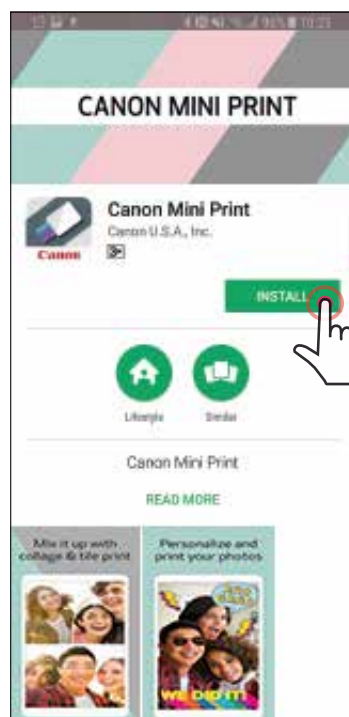 CANON MINI PRINT
Canon
Canon Mini Print
Canon U.S.A., Inc.
3+
INSTALL
Lifestyle
Similar
Canon Mini Print
READ MORE
Mix it up with
collage & tile print
Personalize and
print your photos
WE DID IT!